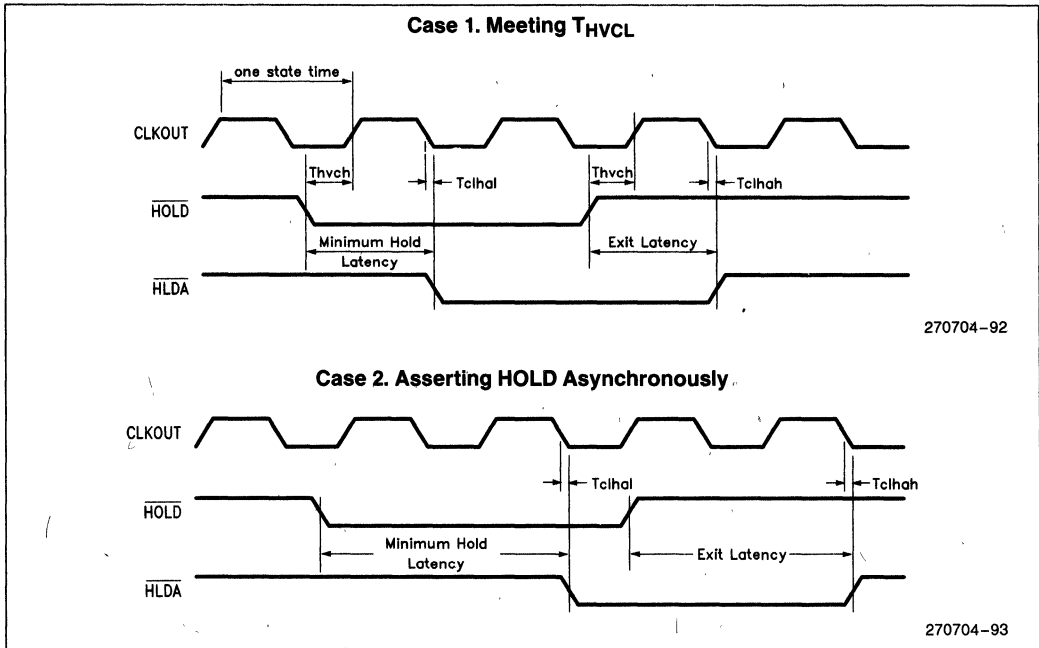 Case 1. Meeting THVCL
one state time
CLKOUT
Thvch
Tclhal
Thvch
Tclhah
HOLD
Minimum Hold
Latency
Exit Latency
HLDA
270704-92
Case 2. Asserting HOLD Asynchronously
CLKOUT
Tclhal
Tclhah
HOLD
Minimum Hold
Latency
Exit Latency
HLDA
270704-93